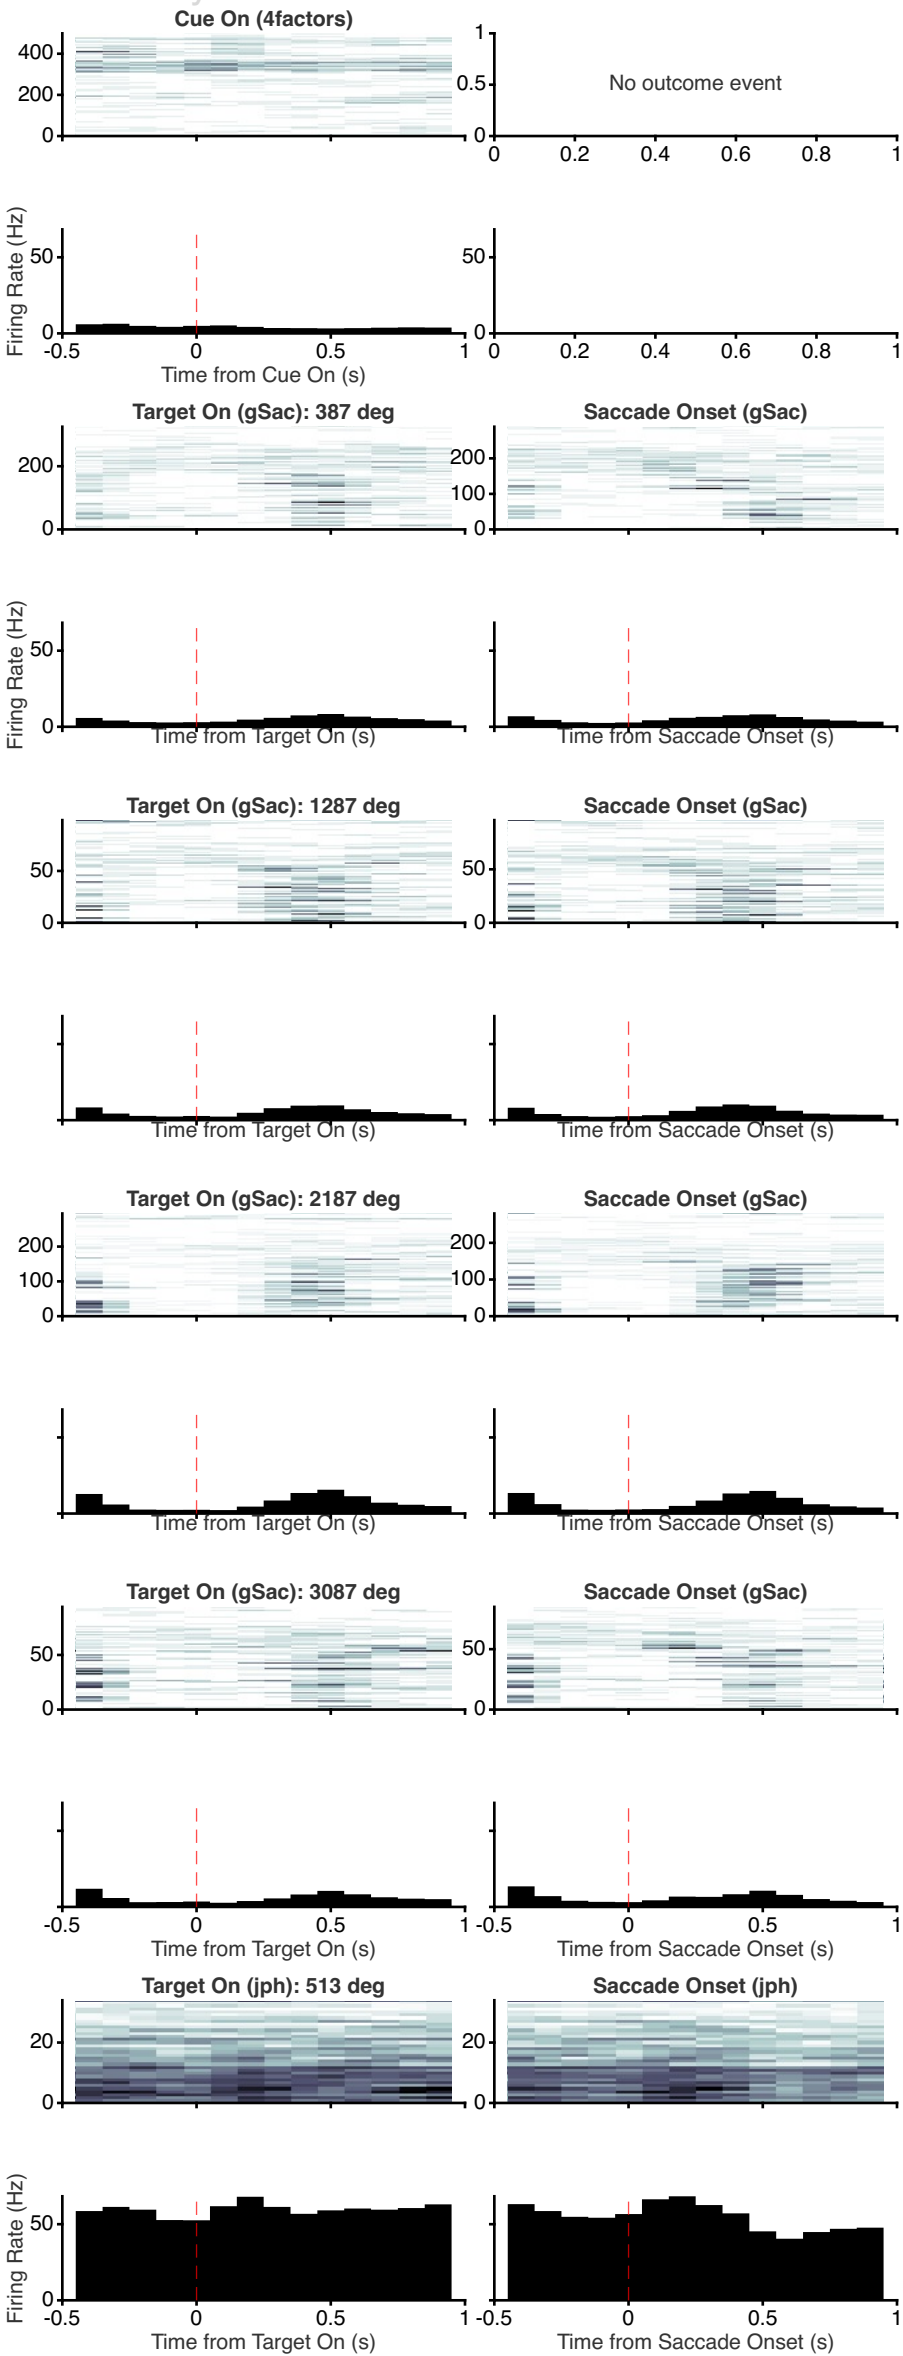 Cue On (4factors)
400
200
0
1
0.5
0
No outcome event
0 0.2 0.4 0.6 0.8 1
Firing Rate (Hz)
50
0
-0.5 0 0.5 1
Time from Cue On (s)
50
0
0 0.2 0.4 0.6 0.8 1
Target On (gSac): 387 deg
200
0
Saccade Onset (gSac)
200
100
0
Firing Rate (Hz)
50
0
Time from Target On (s)
Time from Saccade Onset (s)
Target On (gSac): 1287 deg
50
0
Saccade Onset (gSac)
50
0
Time from Target On (s)
Time from Saccade Onset (s)
Target On (gSac): 2187 deg
200
100
0
Saccade Onset (gSac)
200
100
0
Time from Target On (s)
Time from Saccade Onset (s)
Target On (gSac): 3087 deg
50
0
Saccade Onset (gSac)
50
0
-0.5 0 0.5 1
Time from Target On (s)
-0.5 0 0.5 1
Time from Saccade Onset (s)
Target On (jph): 513 deg
20
0
Saccade Onset (jph)
20
0
Firing Rate (Hz)
50
0
-0.5 0 0.5 1
Time from Target On (s)
-0.5 0 0.5 1
Time from Saccade Onset (s)